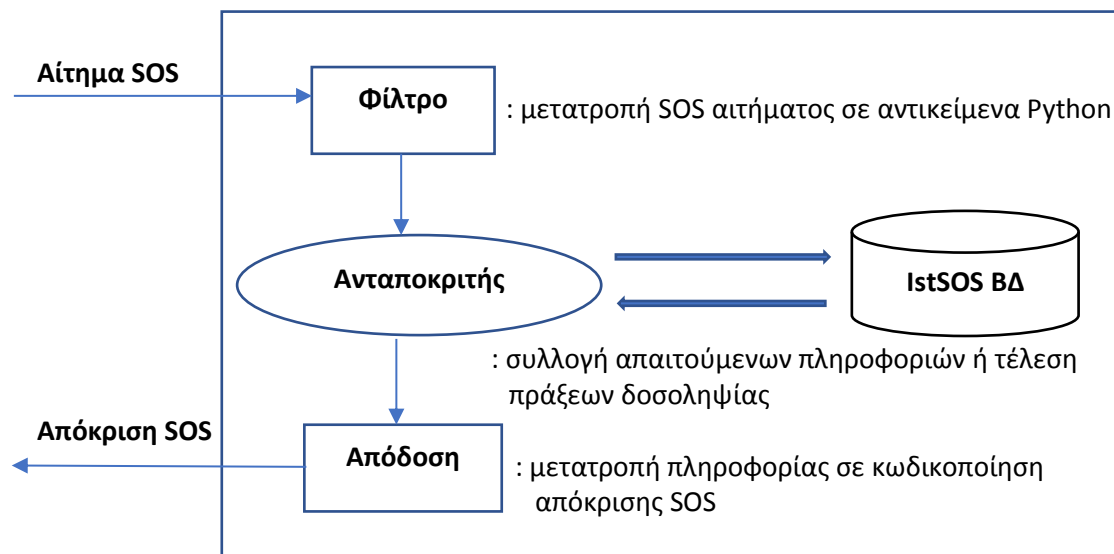 Αίτημα SOS
Φίλτρο
: μετατροπή SOS αιτήματος σε αντικείμενα Python
Ανταποκριτής
IstSOS ΒΔ
: συλλογή απαιτούμενων πληροφοριών ή τέλεση
πράξεων δοσοληψίας
Απόκριση SOS
Απόδοση
: μετατροπή πληροφορίας σε κωδικοποίηση
απόκρισης SOS